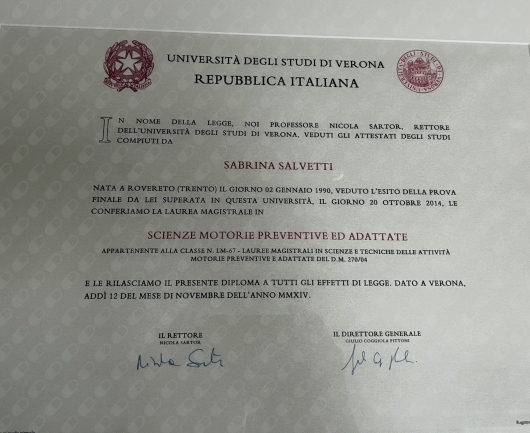 UNIVERSITÀ DEGLI STUDI DI VERONA
REPUBBLICA ITALIANA
IN NOME DELLA LEGGE, NOI PROFESSORE NICOLA SARTOR, RETTORE
DELL'UNIVERSITÀ DEGLI STUDI DI VERONA, VEDUTI GLI ATTESTATI DEGLI STUDI
COMPIUTI DA
SABRINA SALVETTI
NATA A ROVERETO (TRENTO) IL GIORNO 02 GENNAIO 1990, VEDUTO L'ESITO DELLA PROVA
FINALE DA LEI SUPERATA IN QUESTA UNIVERSITÀ, IL GIORNO 20 OTTOBRE 2014, LE
CONFERIAMO LA LAUREA MAGISTRALE IN
SCIENZE MOTORIE PREVENTIVE ED ADATTATE
APPARTENENTE ALLA CLASSE N. LM-67 - LAUREE MAGISTRALI IN SCIENZE E TECNICHE DELLE ATTIVITÀ
MOTORIE PREVENTIVE E ADATTATE DEL D.M. 270/04
E LE RILASCIAMO IL PRESENTE DIPLOMA A TUTTI GLI EFFETTI DI LEGGE. DATO A VERONA,
ADDÌ 12 DEL MESE DI NOVEMBRE DELL'ANNO MMXIV.
IL RETTORE
NICOLA SARTOR
IL DIRETTORE GENERALE
GIULIO COGGIOLA PITTONI